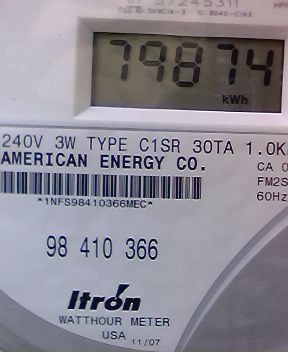 57245311
79874
kWh
240V 3W TYPE C1SR 30TA 1.0K
AMERICAN ENERGY CO.
CA 0
FM2S
60Hz
*1NFS98410366MEC*
98 410 366
Itron
WATTHOUR METER
USA 11/07